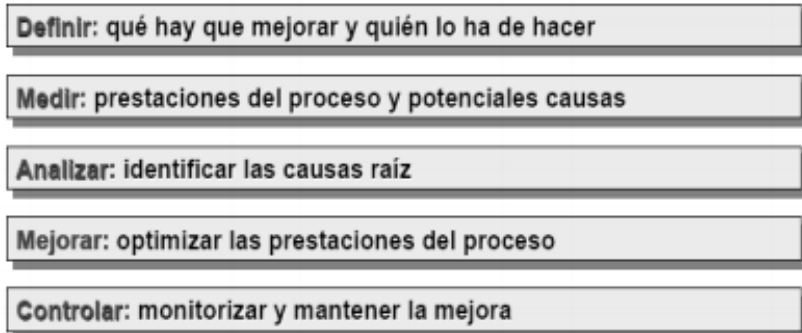 Definir: qué hay que mejorar y quién lo ha de hacer
Medir: prestaciones del proceso y potenciales causas
Analizar: identificar las causas raíz
Mejorar: optimizar las prestaciones del proceso
Controlar: monitorizar y mantener la mejora